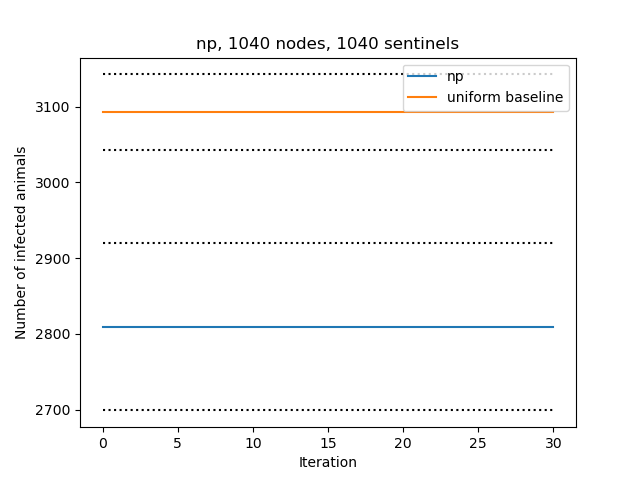 np, 1040 nodes, 1040 sentinels
np
uniform baseline
Number of infected animals
3100
3000
2900
2800
2700
0 5 10 15 20 25 30
Iteration